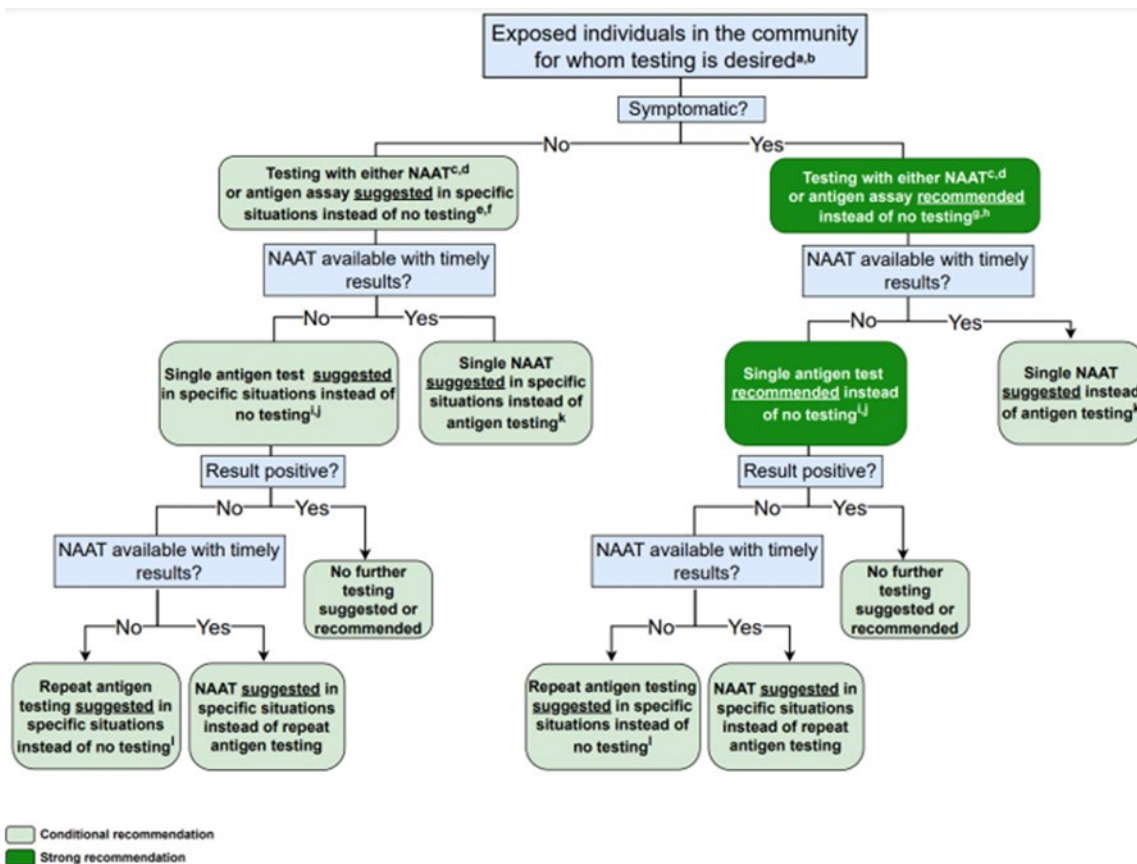 Exposed individuals in the community
for whom testing is desiredᵃ,ᵇ
Symptomatic?
No
Yes
Testing with either NAATᶜ,ᵈ
or antigen assay suggested in specific
situations instead of no testingᵉ,ᶠ
Testing with either NAATᶜ,ᵈ
or antigen assay recommended
instead of no testingᵍ,ʰ
NAAT available with timely
results?
NAAT available with timely
results?
No
Yes
No
Yes
Single antigen test suggested
in specific situations instead of
no testingⁱ,ʲ
Single NAAT
suggested in specific
situations instead of
antigen testingᵏ
Single antigen test
recommended instead
of no testingⁱ,ʲ
Single NAAT
suggested instead
of antigen testingᵏ
Result positive?
Result positive?
No
Yes
No
Yes
NAAT available with timely
results?
No further
testing
suggested or
recommended
NAAT available with timely
results?
No further
testing
suggested or
recommended
No
Yes
No
Yes
Repeat antigen
testing suggested in
specific situations
instead of no testingˡ
NAAT suggested in
specific situations
instead of repeat
antigen testing
Repeat antigen testing
suggested in specific
situations instead of
no testingˡ
NAAT suggested in
specific situations
instead of repeat
antigen testing
Conditional recommendation
Strong recommendation